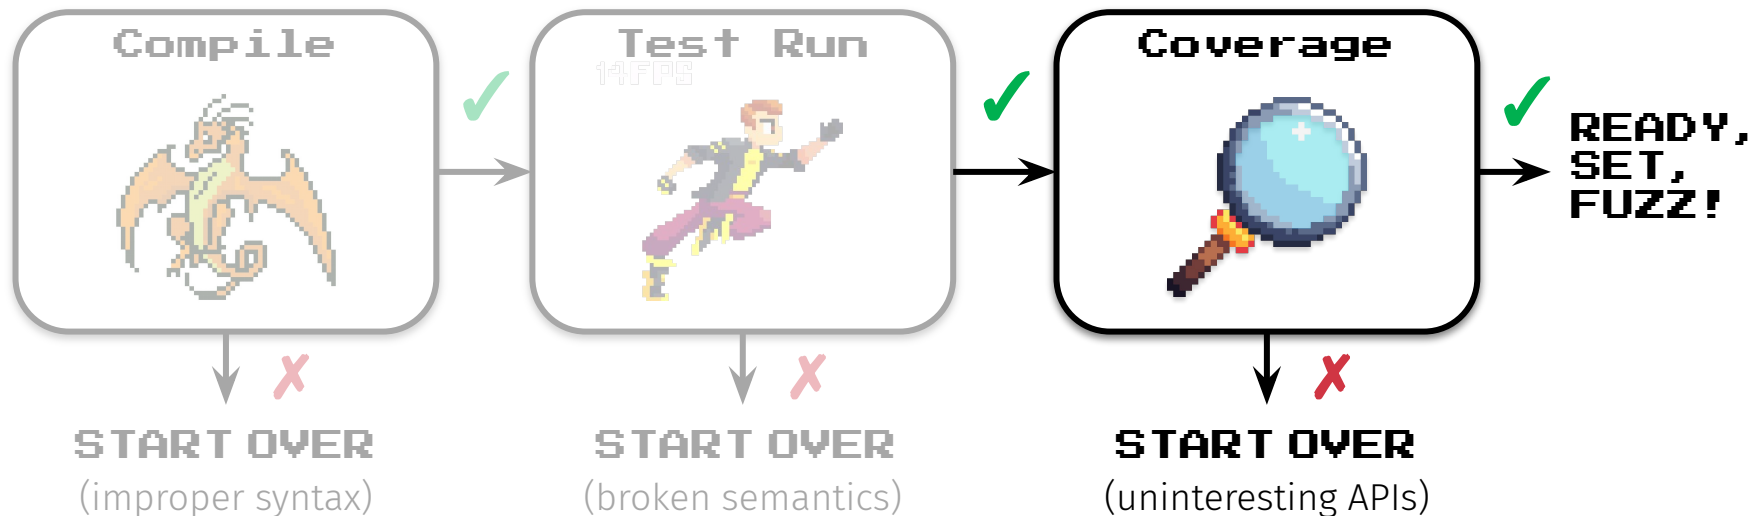 Compile
Test Run
14FPS
Coverage
READY,
SET,
FUZZ!
START OVER
(improper syntax)
START OVER
(broken semantics)
START OVER
(uninteresting APIs)